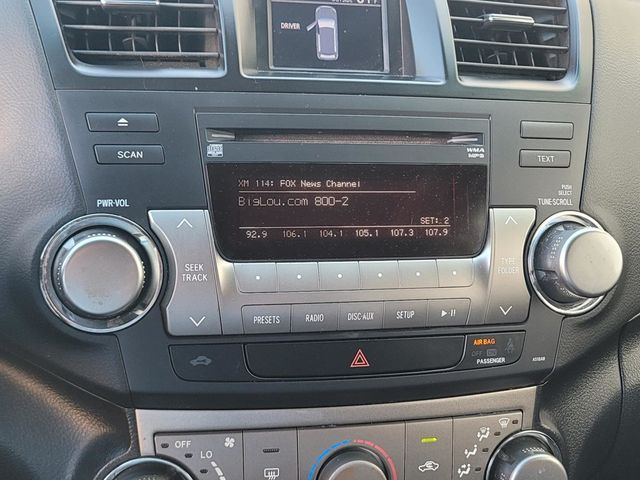 DRIVER
WMA
MP3
SCAN
TEXT
XM 114: FOX News Channel
BigLou.com 800-2
SET: 2
92.9 106.1 104.1 105.1 107.3 107.9
PWR-VOL
PUSH
SELECT
TUNE-SCROLL
SEEK
TRACK
TYPE
FOLDER
PRESETS RADIO DISC·AUX SETUP
AIR BAG
OFF
PASSENGER
OFF
LO